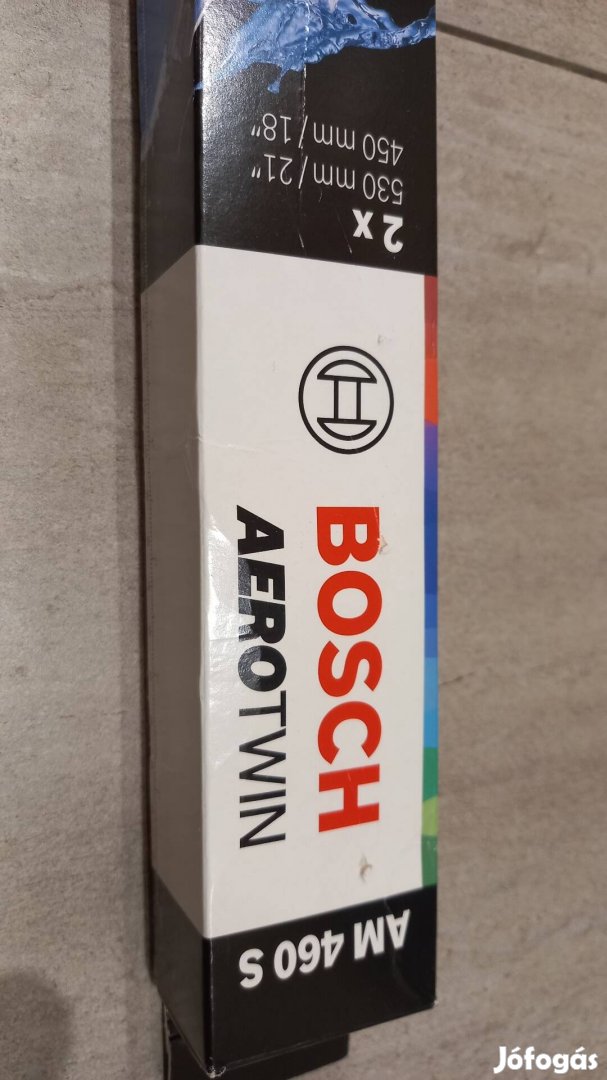 2 x
530 mm / 21"
450 mm / 18"
BOSCH
AEROTWIN
AM 460 S
Jófogás